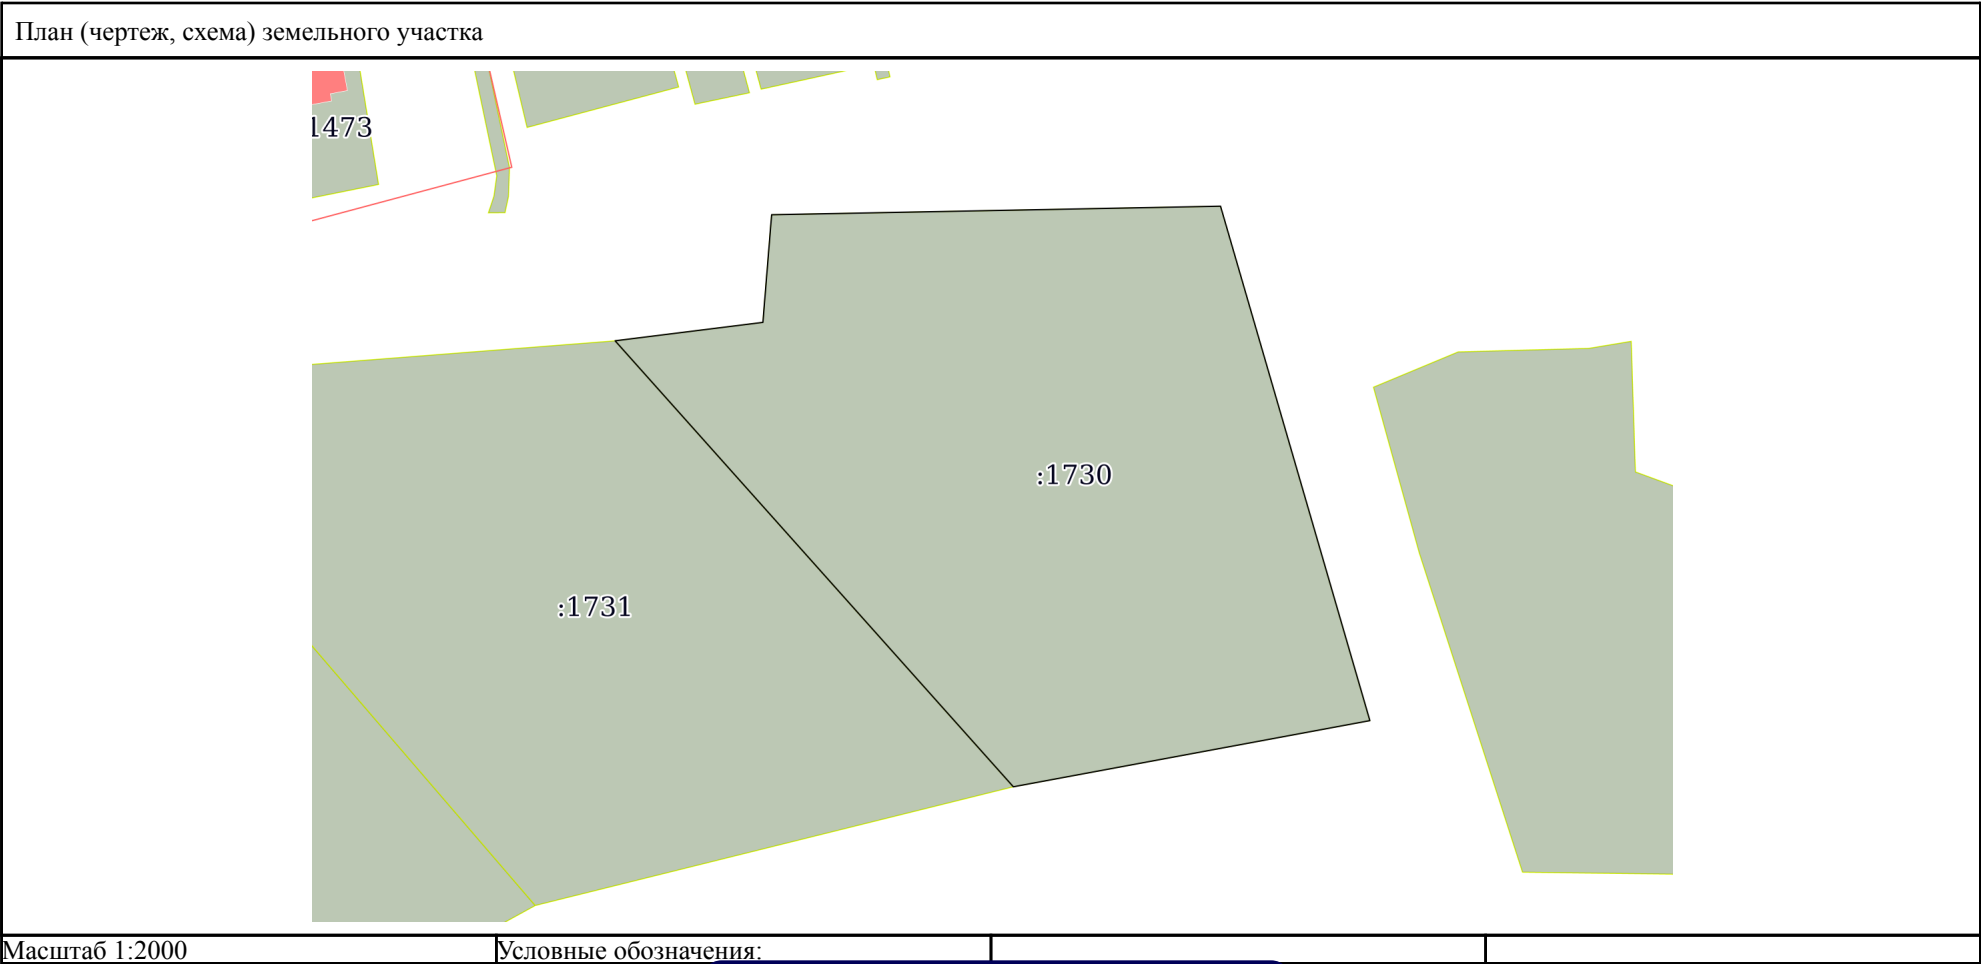 План (чертеж, схема) земельного участка
1473
:1730
:1731
Масштаб 1:2000
Условные обозначения: